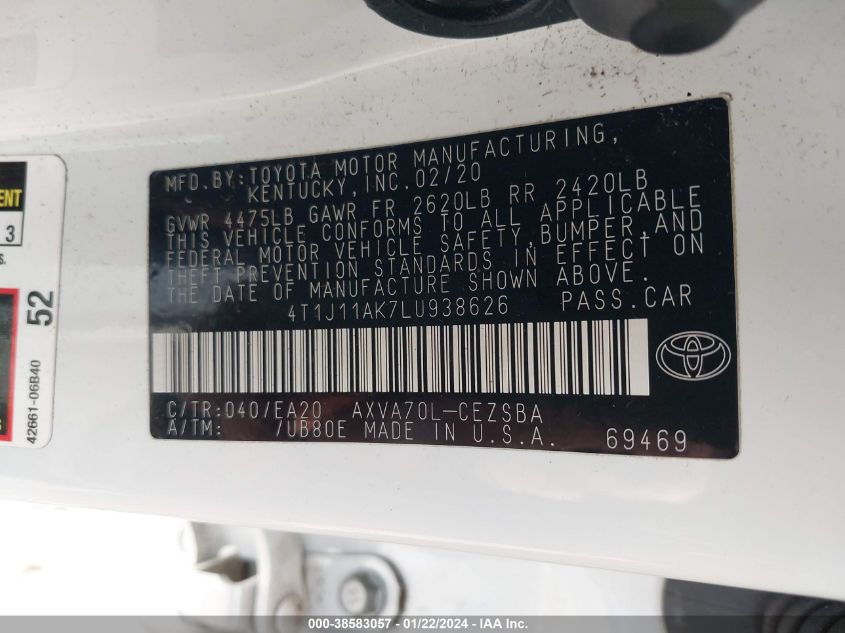 MFD.BY:TOYOTA MOTOR MANUFACTURING,
KENTUCKY,INC.02/20
GVWR 4475LB GAWR FR 2620LB RR 2420LB
THIS VEHICLE CONFORMS TO ALL APPLICABLE
FEDERAL MOTOR VEHICLE SAFETY,BUMPER,AND
THEFT PREVENTION STANDARDS IN EFFECT ON
THE DATE OF MANUFACTURE SHOWN ABOVE.
4T1J11AK7LU938626 PASS.CAR
C/TR:040/EA20 AXVA70L-CEZSBA
A/TM: /UB80E MADE IN U.S.A. 69469
3
52
42661-06B40
000-38583057 - 01/22/2024 - IAA Inc.